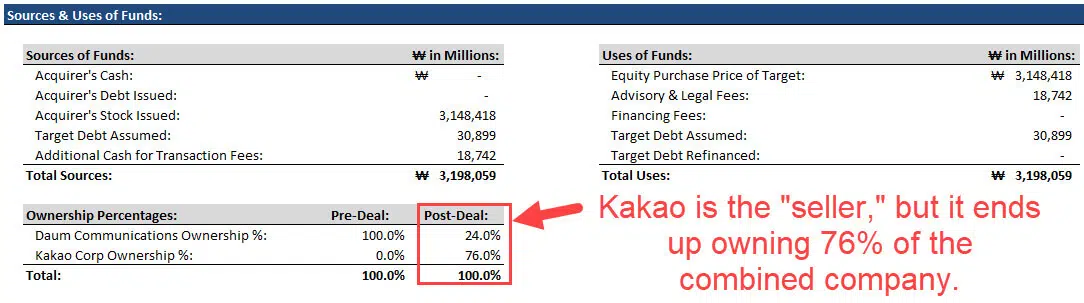 Sources & Uses of Funds:
Sources of Funds: ₩ in Millions:
Acquirer's Cash: ₩ -
Acquirer's Debt Issued: -
Acquirer's Stock Issued: 3,148,418
Target Debt Assumed: 30,899
Additional Cash for Transaction Fees: 18,742
Total Sources: ₩ 3,198,059
Uses of Funds: ₩ in Millions:
Equity Purchase Price of Target: ₩ 3,148,418
Advisory & Legal Fees: 18,742
Financing Fees: -
Target Debt Assumed: 30,899
Target Debt Refinanced: -
Total Uses: ₩ 3,198,059
Ownership Percentages: Pre-Deal: Post-Deal:
Daum Communications Ownership %: 100.0% 24.0%
Kakao Corp Ownership %: 0.0% 76.0%
Total: 100.0% 100.0%
Kakao is the "seller," but it ends
up owning 76% of the
combined company.